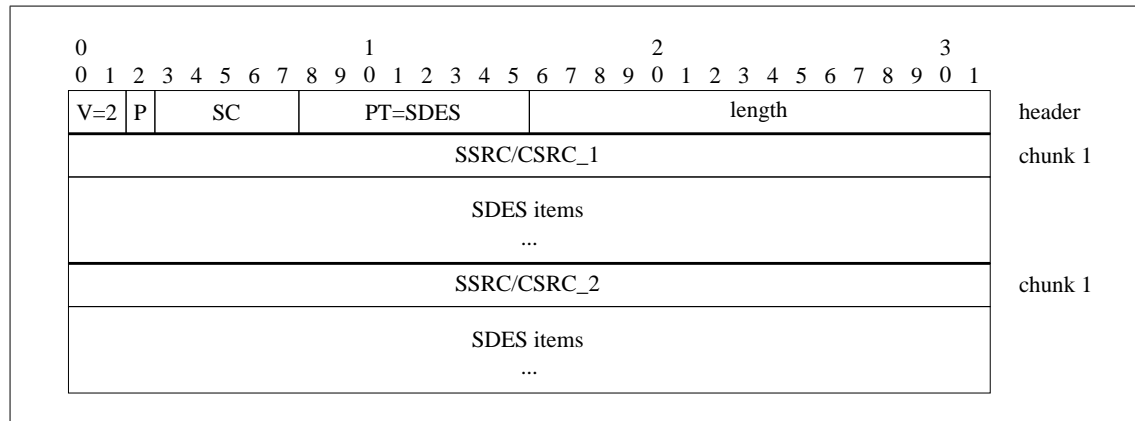 0 1 2 3
0 1 2 3 4 5 6 7 8 9 0 1 2 3 4 5 6 7 8 9 0 1 2 3 4 5 6 7 8 9 0 1
V=2 P SC PT=SDES length header
SSRC/CSRC_1 chunk 1
SDES items
...
SSRC/CSRC_2 chunk 1
SDES items
...